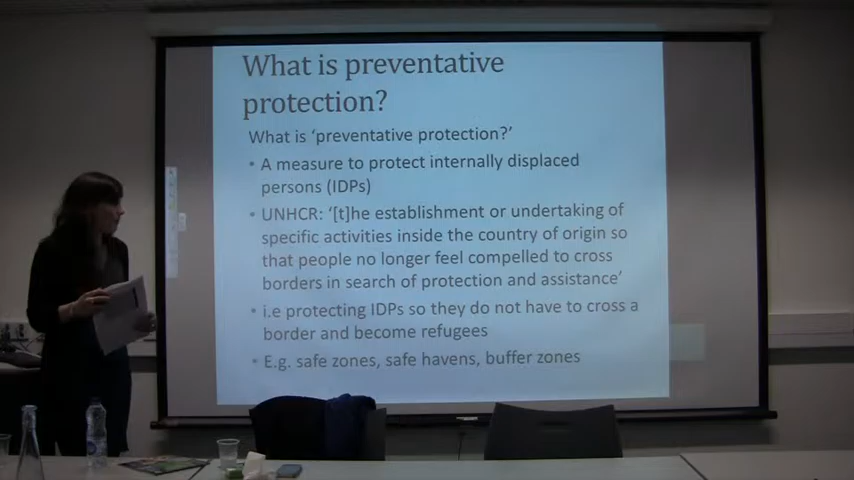 What is preventative
protection?
What is 'preventative protection?'
• A measure to protect internally displaced
persons (IDPs)
• UNHCR: '[t]he establishment or undertaking of
specific activities inside the country of origin so
that people no longer feel compelled to cross
borders in search of protection and assistance'
• i.e protecting IDPs so they do not have to cross a
border and become refugees
• E.g. safe zones, safe havens, buffer zones